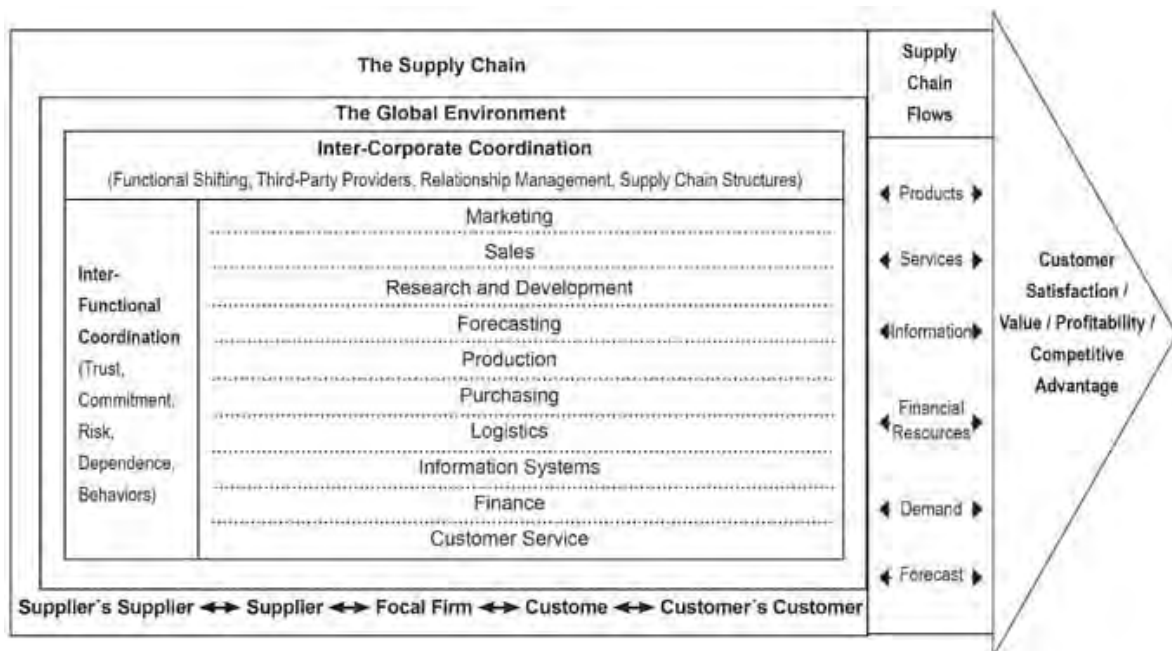 The Supply Chain
The Global Environment
Inter-Corporate Coordination
(Functional Shifting, Third-Party Providers, Relationship Management, Supply Chain Structures)
Inter-
Functional
Coordination
(Trust,
Commitment,
Risk,
Dependence,
Behaviors)
Marketing
Sales
Research and Development
Forecasting
Production
Purchasing
Logistics
Information Systems
Finance
Customer Service
Supplier´s Supplier ↔ Supplier ↔ Focal Firm ↔ Custome ↔ Customer´s Customer
Supply
Chain
Flows
Products
Services
Information
Financial
Resources
Demand
Forecast
Customer
Satisfaction /
Value / Profitability /
Competitive
Advantage